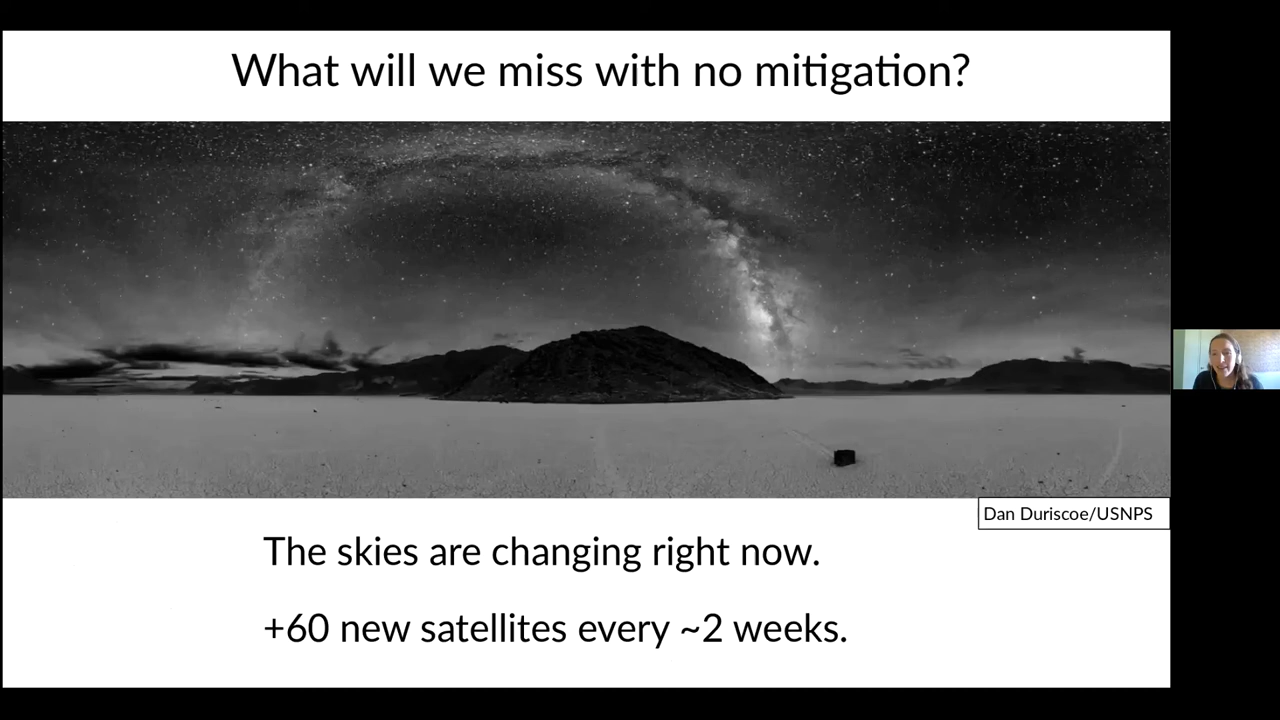 What will we miss with no mitigation?
Dan Duriscoe/USNPS
The skies are changing right now.
+60 new satellites every ~2 weeks.